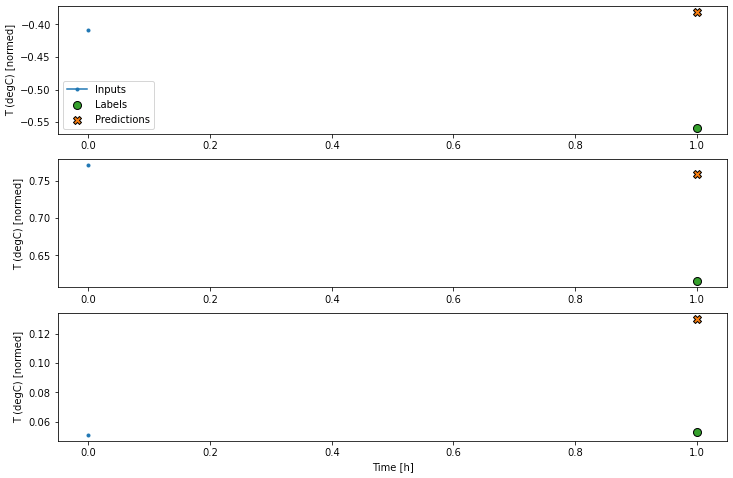 T (degC) [normed]
−0.40
−0.45
−0.50
−0.55
Inputs
Labels
Predictions
0.0 0.2 0.4 0.6 0.8 1.0
T (degC) [normed]
0.75
0.70
0.65
0.0 0.2 0.4 0.6 0.8 1.0
T (degC) [normed]
0.12
0.10
0.08
0.06
0.0 0.2 0.4 0.6 0.8 1.0
Time [h]